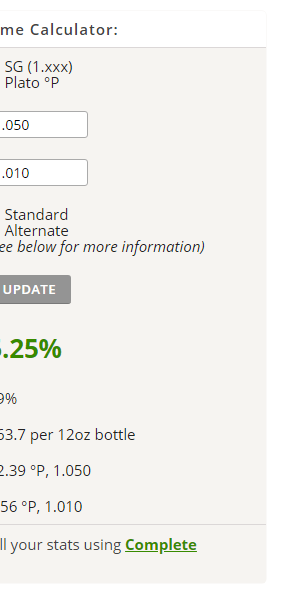 me Calculator:
SG (1.xxx)
Plato °P
.050
.010
Standard
Alternate
ee below for more information)
UPDATE
.25%
9%
63.7 per 12oz bottle
2.39 °P, 1.050
56 °P, 1.010
ll your stats using Complete